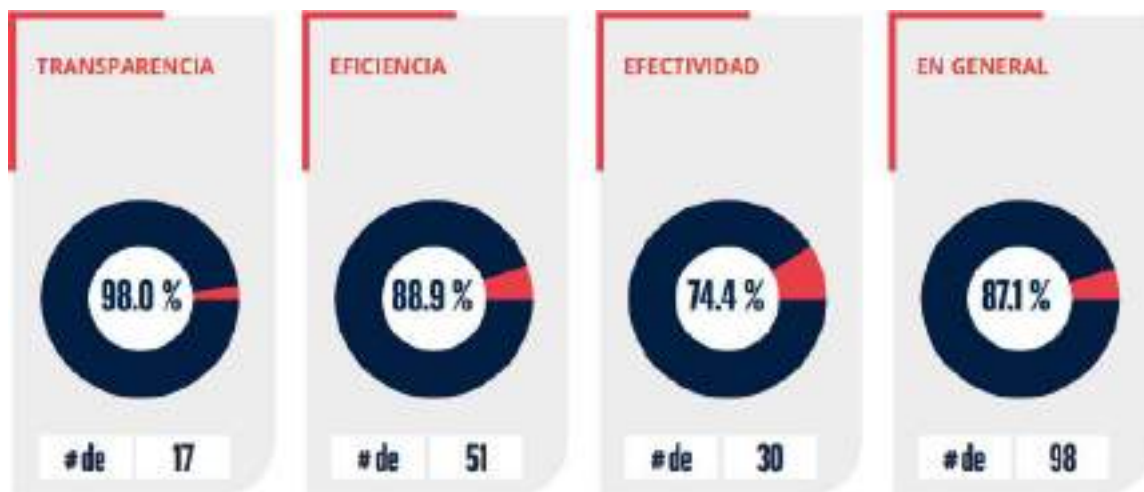 TRANSPARENCIA
98.0 %
# de 17
EFICIENCIA
88.9 %
# de 51
EFECTIVIDAD
74.4 %
# de 30
EN GENERAL
87.1 %
# de 98